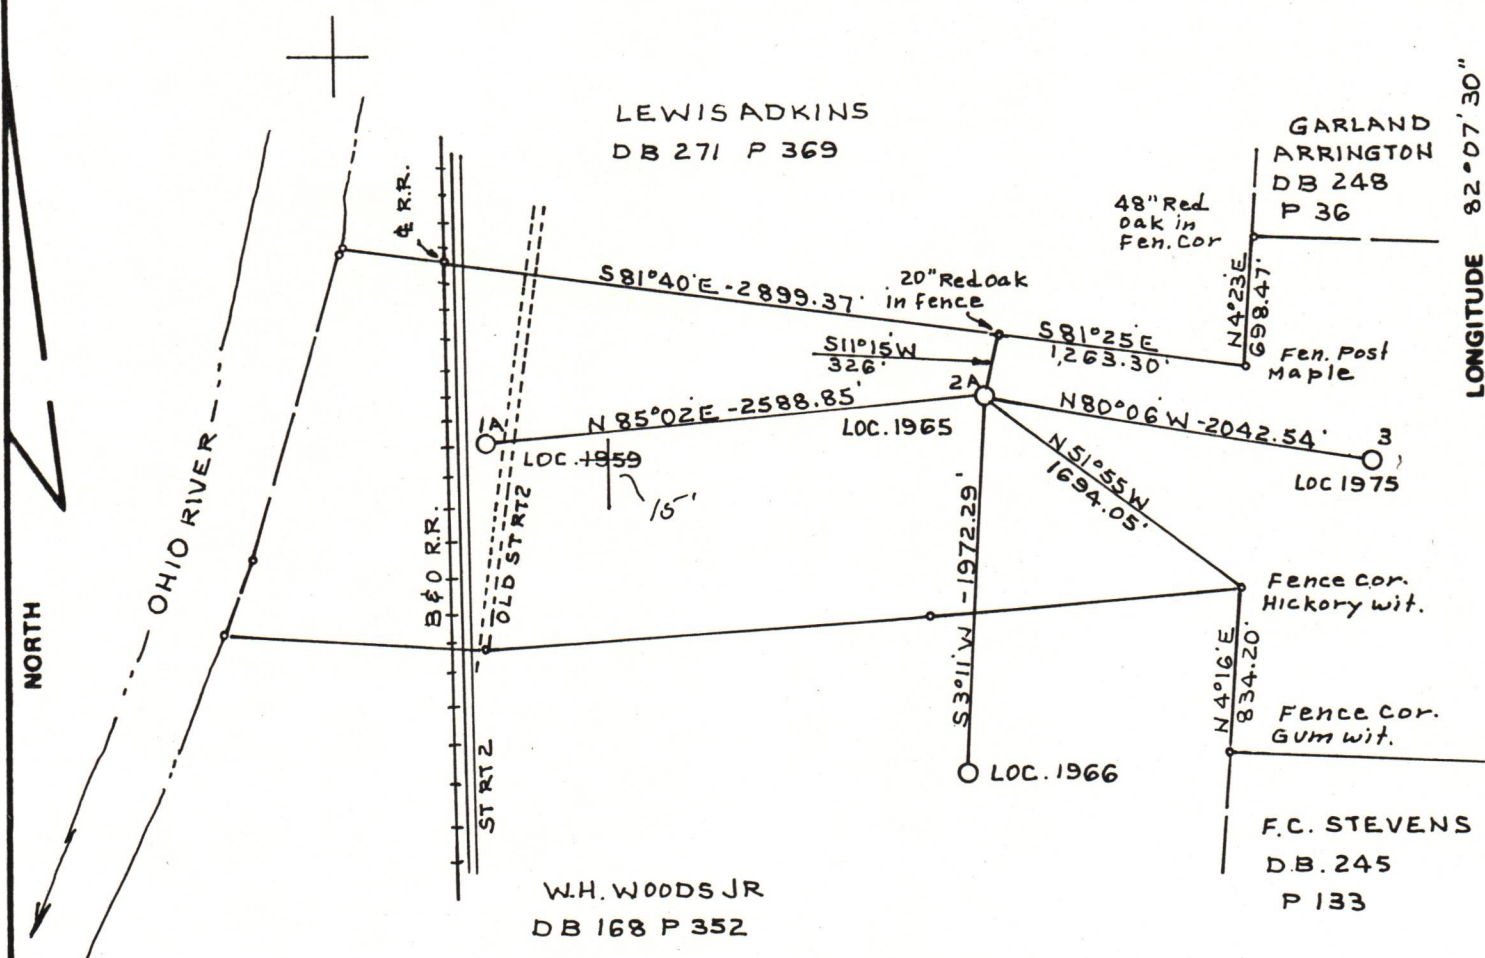 LEWIS ADKINS
DB 271 P 369
GARLAND
ARRINGTON
DB 248
P 36
LONGITUDE 82°07'30"
48" Red
oak in
Fen. Cor
N4°23'E
698.47'
℄ R.R.
S81°40'E - 2899.37'
20" Red oak
in fence
S81°25'E
1,263.30'
Fen. Post
Maple
S11°15'W
326'
1A
N 85°02'E - 2588.85'
2A
LOC. 1965
N80°06'W - 2042.54'
3
LOC 1975
LOC. 1959
15'
N 51°55'W
1694.05'
OHIO RIVER
B&O R.R.
OLD ST RT2
S3°11'W - 1972.29'
Fence cor.
Hickory wit.
NORTH
N 4°16'E
834.20'
Fence cor.
Gum wit.
ST RT 2
LOC. 1966
F.C. STEVENS
D.B. 245
P 133
W.H. WOODS JR
DB 168 P 352